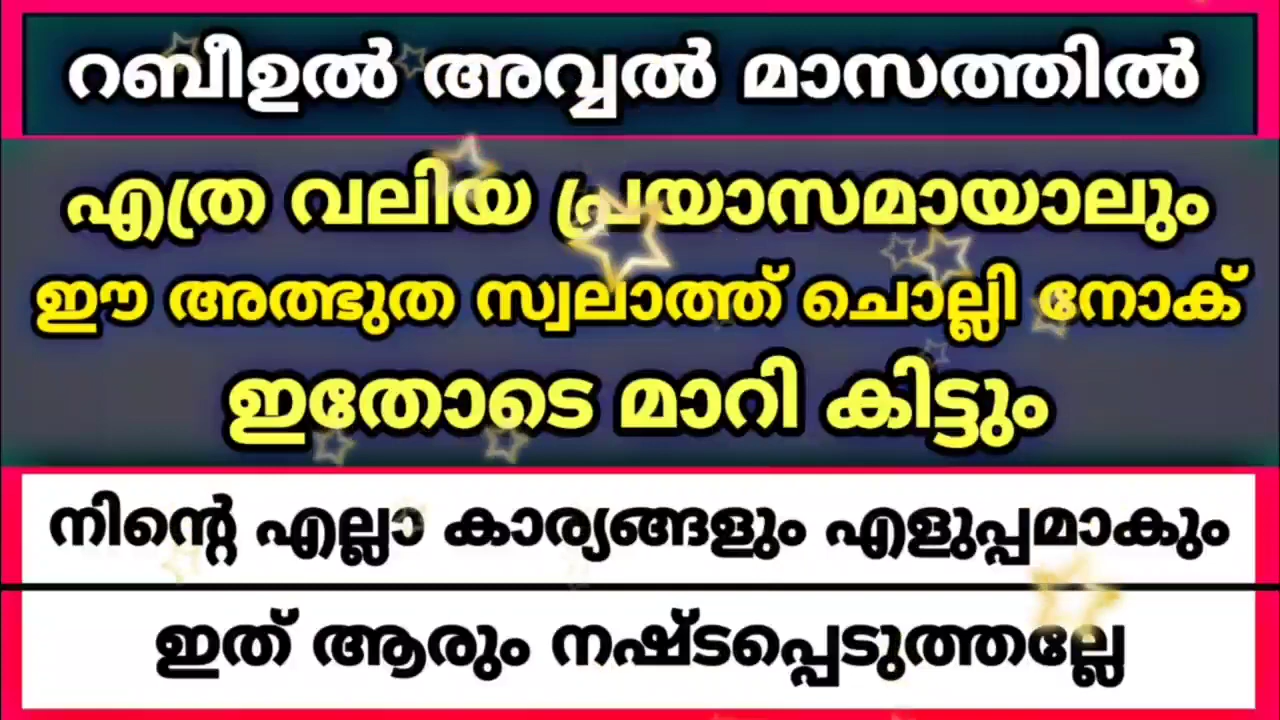 റബീഉൽ അവ്വൽ മാസത്തിൽ
എത്ര വലിയ പ്രയാസമായാലും
ഈ അത്ഭുത സ്വലാത്ത് ചൊല്ലി നോക്
ഇതോടെ മാറി കിട്ടും
നിന്റെ എല്ലാ കാര്യങ്ങളും എളുപ്പമാകും
ഇത് ആരും നഷ്ടപ്പെടുത്തല്ലേ